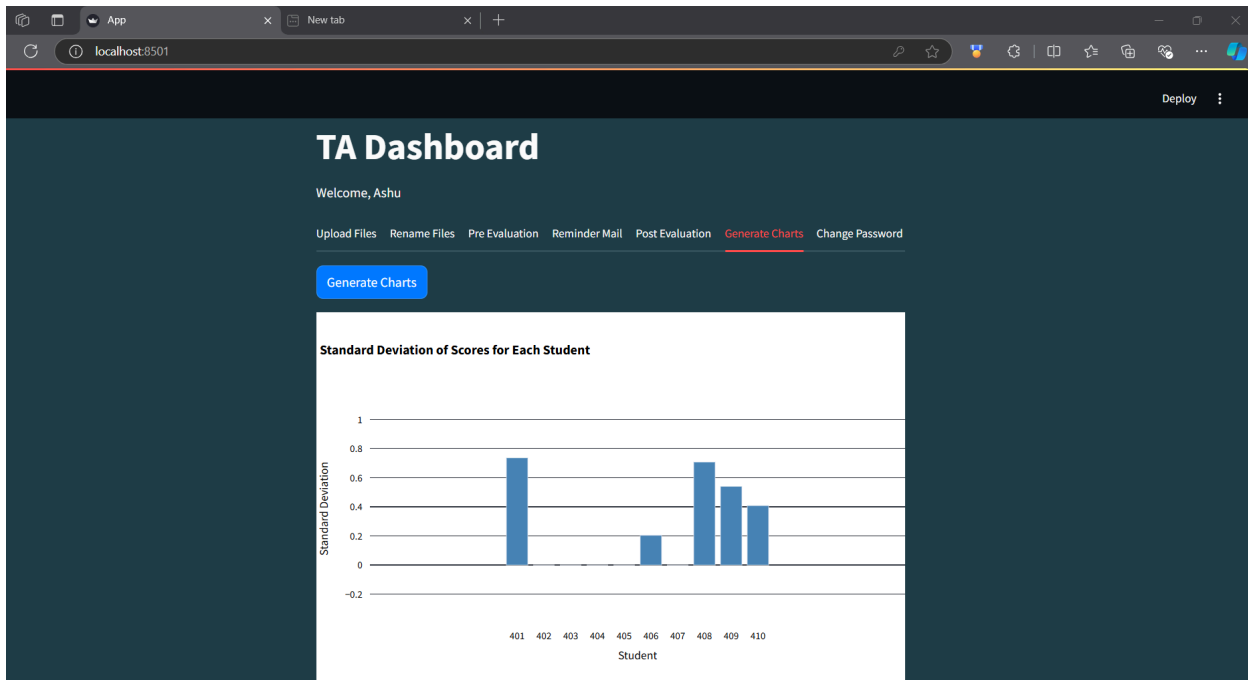 App
New tab
localhost:8501
Deploy
TA Dashboard
Welcome, Ashu
Upload Files Rename Files Pre Evaluation Reminder Mail Post Evaluation Generate Charts Change Password
Generate Charts
Standard Deviation of Scores for Each Student
1
0.8
0.6
0.4
0.2
0
−0.2
Standard Deviation
401 402 403 404 405 406 407 408 409 410
Student